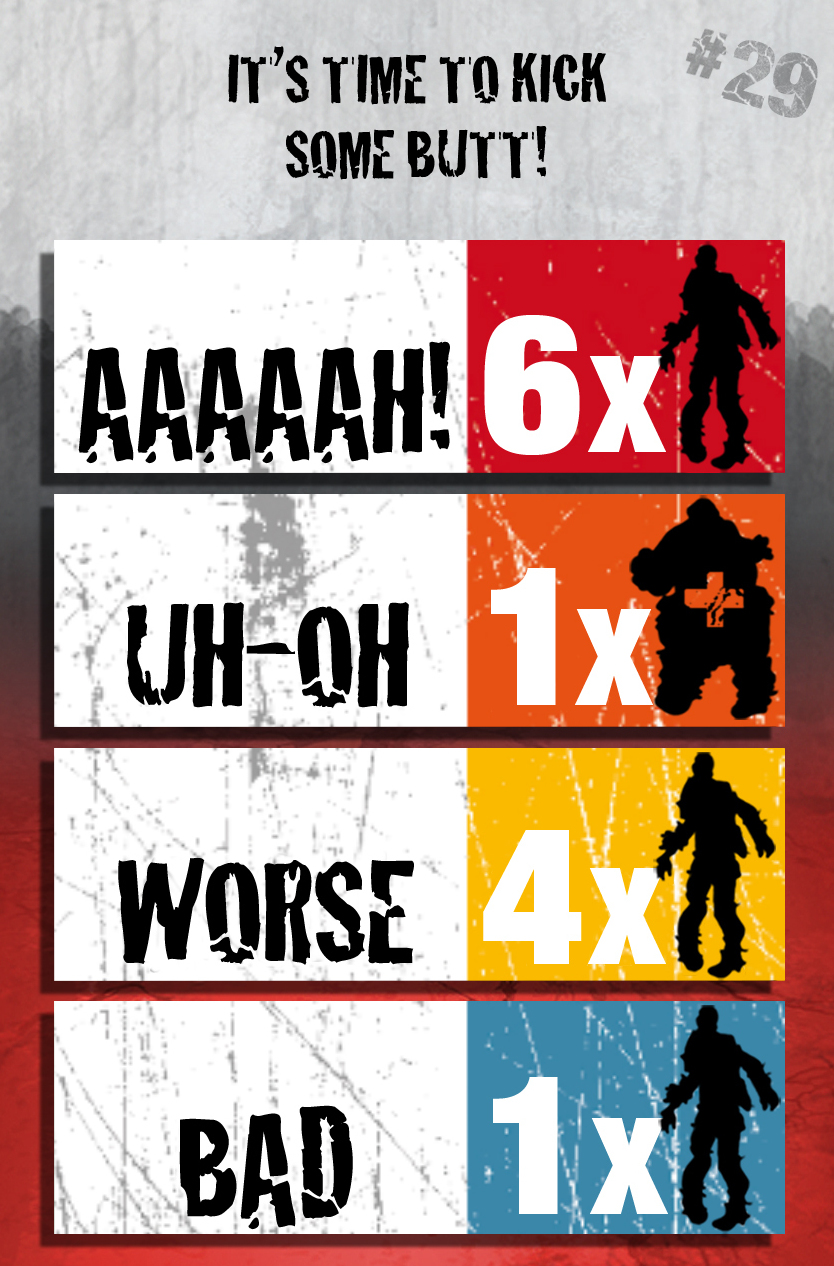 #29
IT'S TIME TO KICK
SOME BUTT!
AAAAAH! 6x
UH-OH 1x
WORSE 4x
BAD 1x